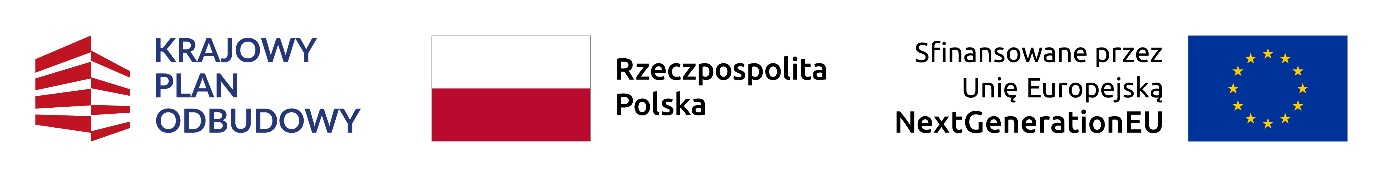 KRAJOWY
PLAN
ODBUDOWY
Rzeczpospolita
Polska
Sfinansowane przez
Unię Europejską
NextGenerationEU